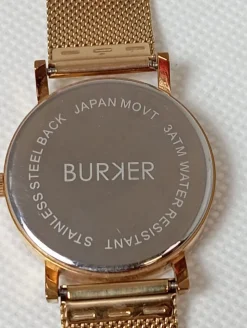 STAINLESS STEEL BACK JAPAN MOVT 3ATM WATER RESISTANT
BURKER